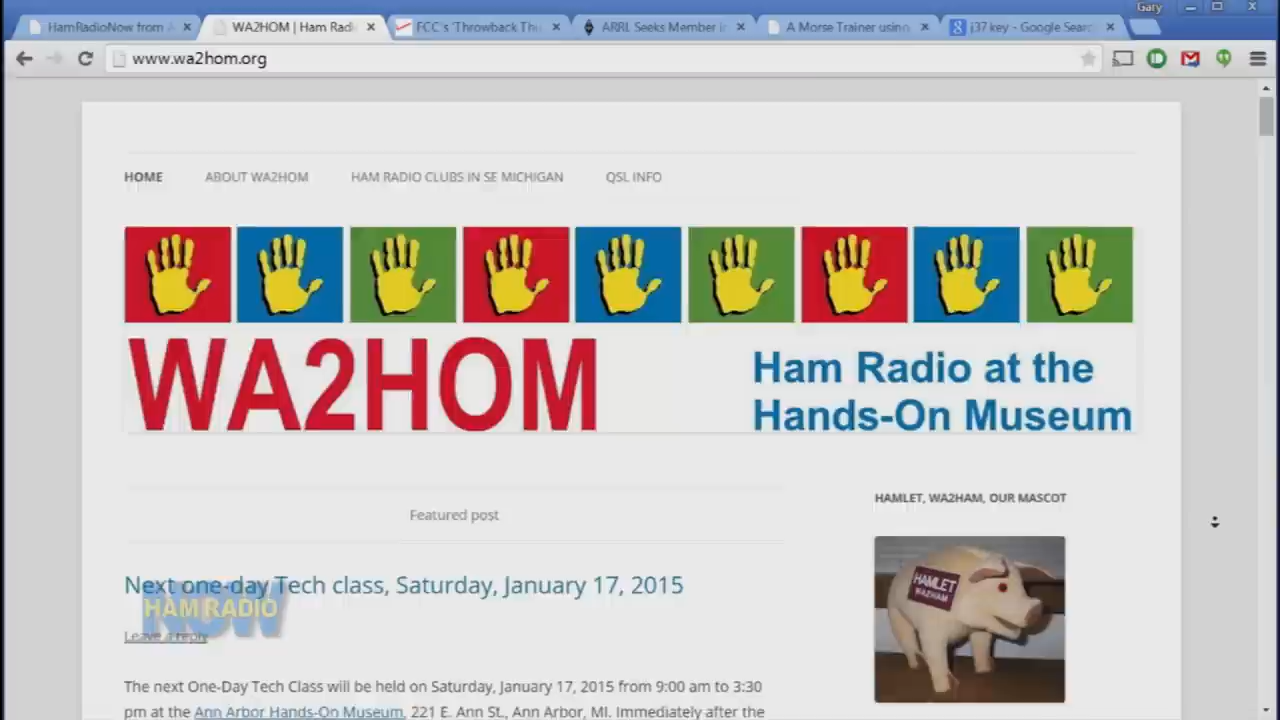 Gary
HamRadioNow from
WA2HOM | Ham Radi
FCC's 'Throwback Thu
ARRL Seeks Member i
A Morse Trainer using
j37 key - Google Searc
www.wa2hom.org
HOME
ABOUT WA2HOM
HAM RADIO CLUBS IN SE MICHIGAN
QSL INFO
WA2HOM
Ham Radio at the
Hands-On Museum
Featured post
HAMLET, WA2HAM, OUR MASCOT
HAMLET
WA2HAM
Next one-day Tech class, Saturday, January 17, 2015
HAM RADIO
NOW
Leave a reply
The next One-Day Tech Class will be held on Saturday, January 17, 2015 from 9:00 am to 3:30
pm at the Ann Arbor Hands-On Museum, 221 E. Ann St., Ann Arbor, MI. Immediately after the